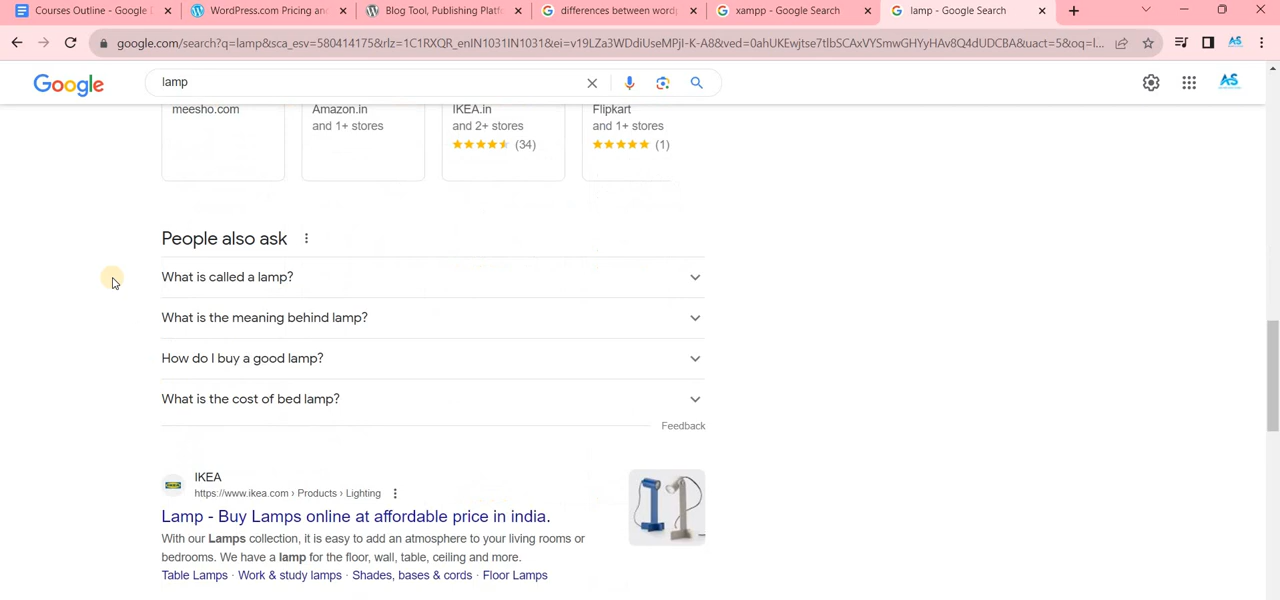 Courses Outline - Google
WordPress.com Pricing an
Blog Tool, Publishing Platf
differences between word
xampp - Google Search
lamp - Google Search
google.com/search?q=lamp&sca_esv=580414175&rlz=1C1RXQR_enIN1031IN1031&ei=v19LZa3WDdiUseMPjI-K-A8&ved=0ahUKEwjtse7tlbSCAxVYSmwGHYyHAv8Q4dUDCBA&uact=5&oq=l...
AS
Google
lamp
AS
meesho.com
Amazon.in
and 1+ stores
IKEA.in
and 2+ stores
(34)
Flipkart
and 1+ stores
(1)
People also ask
What is called a lamp?
What is the meaning behind lamp?
How do I buy a good lamp?
What is the cost of bed lamp?
Feedback
IKEA
IKEA
https://www.ikea.com › Products › Lighting
Lamp - Buy Lamps online at affordable price in india.
With our Lamps collection, it is easy to add an atmosphere to your living rooms or
bedrooms. We have a lamp for the floor, wall, table, ceiling and more.
Table Lamps · Work & study lamps · Shades, bases & cords · Floor Lamps